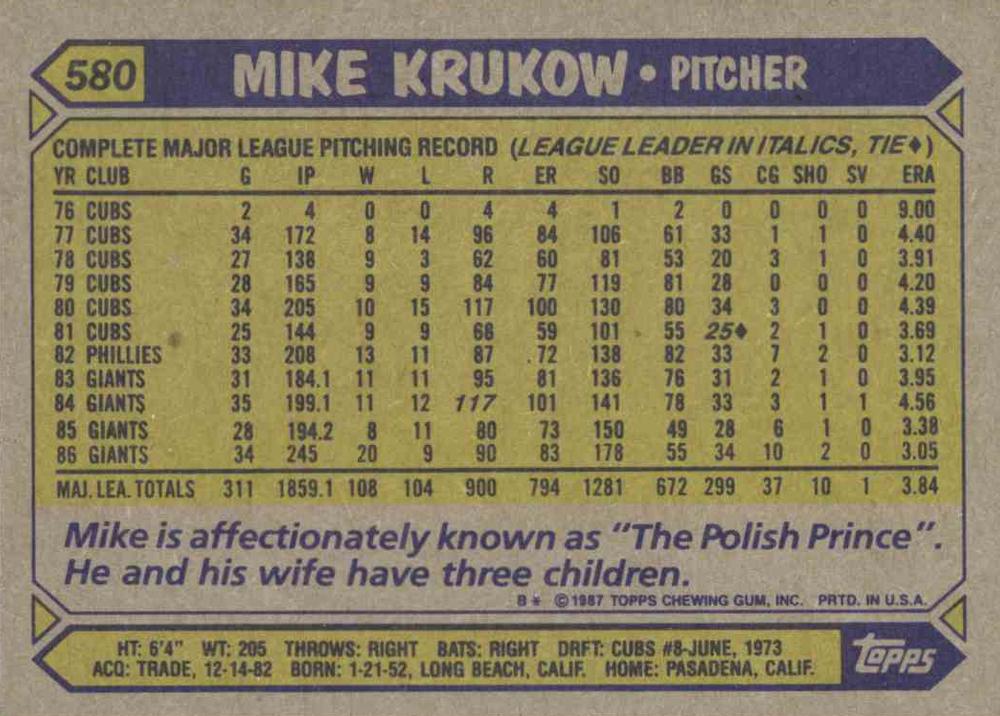 580 MIKE KRUKOW • PITCHER
COMPLETE MAJOR LEAGUE PITCHING RECORD (LEAGUE LEADER IN ITALICS, TIE♦)
YR CLUB G IP W L R ER SO BB GS CG SHO SV ERA
76 CUBS 2 4 0 0 4 4 1 2 0 0 0 0 9.00
77 CUBS 34 172 8 14 96 84 106 61 33 1 1 0 4.40
78 CUBS 27 138 9 3 62 60 81 53 20 3 1 0 3.91
79 CUBS 28 165 9 9 84 77 119 81 28 0 0 0 4.20
80 CUBS 34 205 10 15 117 100 130 80 34 3 0 0 4.39
81 CUBS 25 144 9 9 68 59 101 55 25♦ 2 1 0 3.69
82 PHILLIES 33 208 13 11 87 72 138 82 33 7 2 0 3.12
83 GIANTS 31 184.1 11 11 95 81 136 76 31 2 1 0 3.95
84 GIANTS 35 199.1 11 12 117 101 141 78 33 3 1 1 4.56
85 GIANTS 28 194.2 8 11 80 73 150 49 28 6 1 0 3.38
86 GIANTS 34 245 20 9 90 83 178 55 34 10 2 0 3.05
MAJ. LEA. TOTALS 311 1859.1 108 104 900 794 1281 672 299 37 10 1 3.84
Mike is affectionately known as "The Polish Prince".
He and his wife have three children.
B* ©1987 TOPPS CHEWING GUM, INC. PRTD. IN U.S.A.
HT: 6'4" WT: 205 THROWS: RIGHT BATS: RIGHT DRFT: CUBS #8-JUNE, 1973
ACQ: TRADE, 12-14-82 BORN: 1-21-52, LONG BEACH, CALIF. HOME: PASADENA, CALIF.
Topps